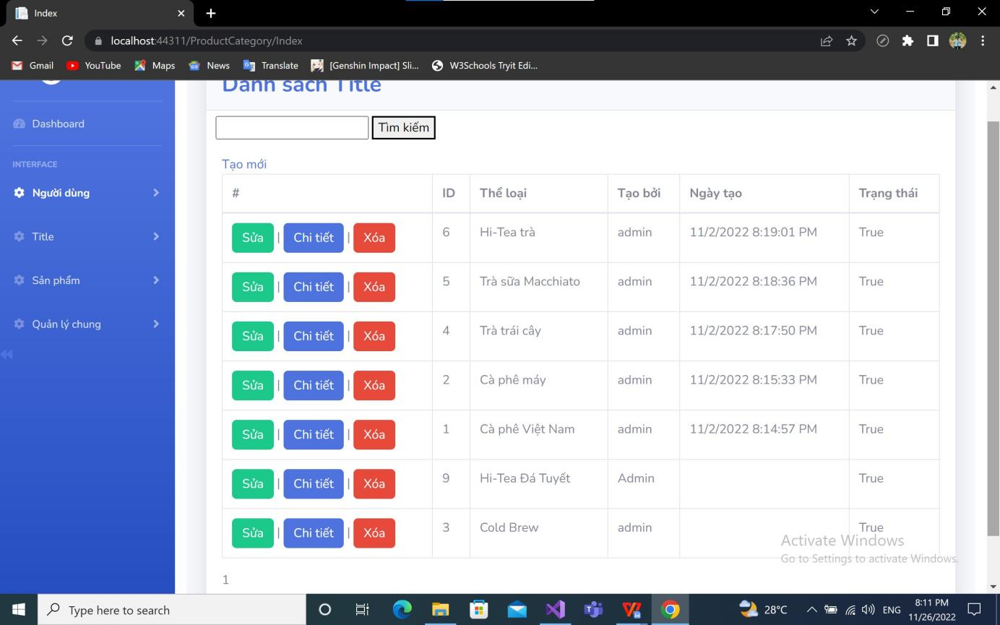 Index
localhost:44311/ProductCategory/Index
Gmail YouTube Maps News Translate [Genshin Impact] Sli... W3Schools Tryit Edi...
Danh sách Title
Dashboard
INTERFACE
Người dùng
Title
Sản phẩm
Quản lý chung
Tìm kiếm
Tạo mới
# ID Thể loại Tạo bởi Ngày tạo Trạng thái
Sửa | Chi tiết | Xóa 6 Hi-Tea trà admin 11/2/2022 8:19:01 PM True
Sửa | Chi tiết | Xóa 5 Trà sữa Macchiato admin 11/2/2022 8:18:36 PM True
Sửa | Chi tiết | Xóa 4 Trà trái cây admin 11/2/2022 8:17:50 PM True
Sửa | Chi tiết | Xóa 2 Cà phê máy admin 11/2/2022 8:15:33 PM True
Sửa | Chi tiết | Xóa 1 Cà phê Việt Nam admin 11/2/2022 8:14:57 PM True
Sửa | Chi tiết | Xóa 9 Hi-Tea Đá Tuyết Admin True
Sửa | Chi tiết | Xóa 3 Cold Brew admin True
1
Activate Windows
Go to Settings to activate Windows.
Type here to search
28°C
ENG
8:11 PM
11/26/2022